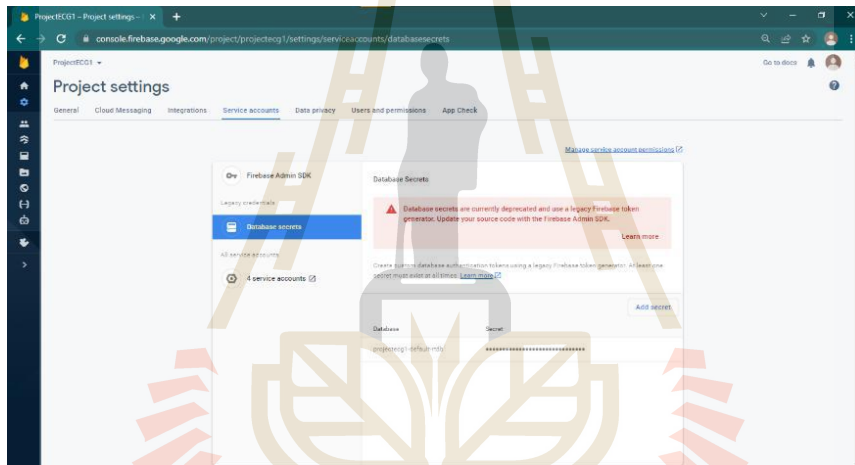 ProjectECG1 – Project settings – 
console.firebase.google.com/project/projectecg1/settings/serviceaccounts/databasesecrets
ProjectECG1
Go to docs
Project settings
General Cloud Messaging Integrations Service accounts Data privacy Users and permissions App Check
Manage service account permissions
Firebase Admin SDK
Legacy credentials
Database secrets
All service accounts
4 service accounts
Database Secrets
Database secrets are currently deprecated and use a legacy Firebase token
generator. Update your source code with the Firebase Admin SDK.
Learn more
Create custom database authentication tokens using a legacy Firebase token generator. At least one
secret must exist at all times. Learn more
Add secret
Database Secret
projectecg1-default-rtdb ••••••••••••••••••••••••••••••